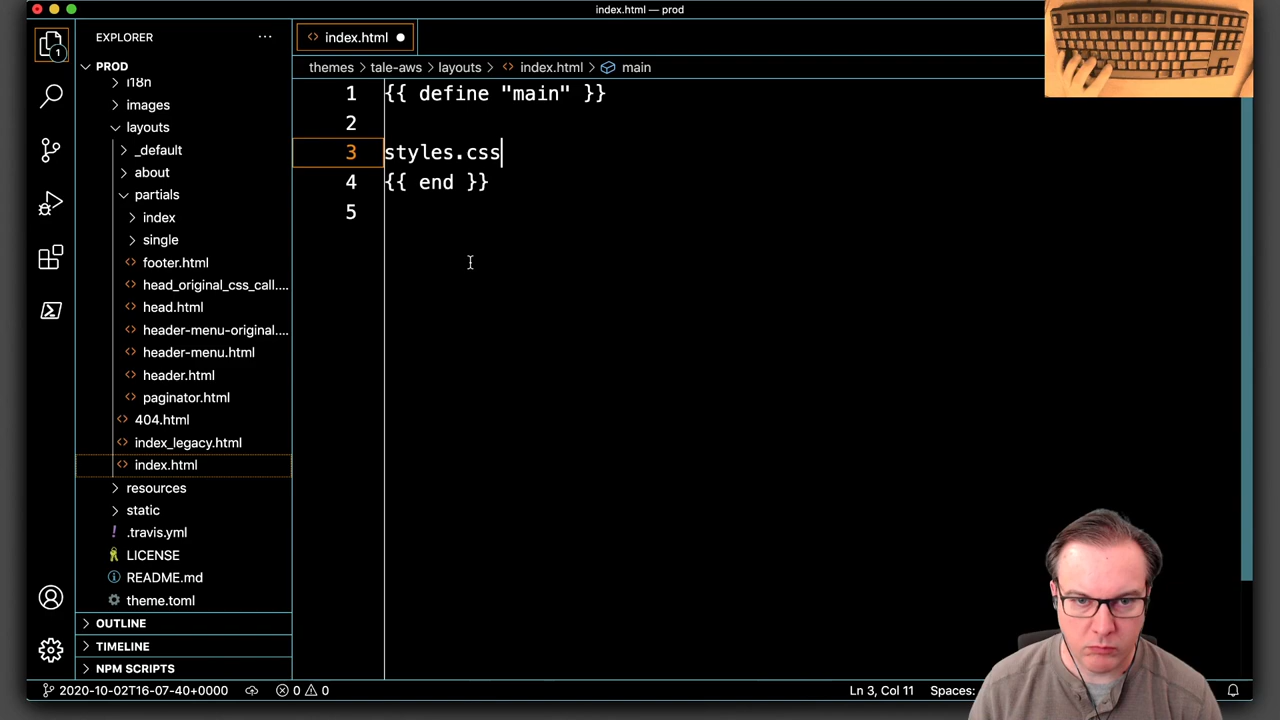 index.html — prod
1
EXPLORER
PROD
i18n
images
layouts
_default
about
partials
index
single
footer.html
head_original_css_call....
head.html
header-menu-original....
header-menu.html
header.html
paginator.html
404.html
index_legacy.html
index.html
resources
static
.travis.yml
LICENSE
README.md
theme.toml
OUTLINE
TIMELINE
NPM SCRIPTS
index.html
themes > tale-aws > layouts > index.html > main
1 {{ define "main" }}
2
3 styles.css
4 {{ end }}
5
2020-10-02T16-07-40+0000 0 0 Ln 3, Col 11 Spaces: